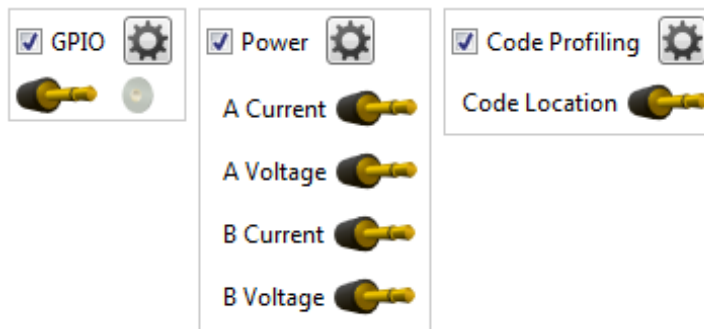 GPIO
Power
A Current
A Voltage
B Current
B Voltage
Code Profiling
Code Location